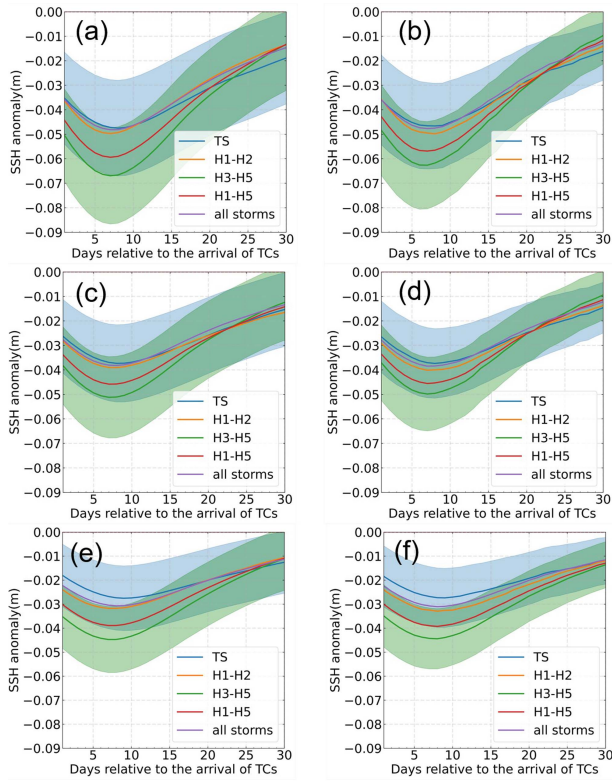 (a)
SSH anomaly(m)
0.00
−0.01
−0.02
−0.03
−0.04
−0.05
−0.06
−0.07
−0.08
−0.09
TS
H1−H2
H3−H5
H1−H5
all storms
5 10 15 20 25 30
Days relative to the arrival of TCs
(b)
SSH anomaly(m)
0.00
−0.01
−0.02
−0.03
−0.04
−0.05
−0.06
−0.07
−0.08
−0.09
TS
H1−H2
H3−H5
H1−H5
all storms
5 10 15 20 25 30
Days relative to the arrival of TCs
(c)
SSH anomaly(m)
0.00
−0.01
−0.02
−0.03
−0.04
−0.05
−0.06
−0.07
−0.08
−0.09
TS
H1−H2
H3−H5
H1−H5
all storms
5 10 15 20 25 30
Days relative to the arrival of TCs
(d)
SSH anomaly(m)
0.00
−0.01
−0.02
−0.03
−0.04
−0.05
−0.06
−0.07
−0.08
−0.09
TS
H1−H2
H3−H5
H1−H5
all storms
5 10 15 20 25 30
Days relative to the arrival of TCs
(e)
SSH anomaly(m)
0.00
−0.01
−0.02
−0.03
−0.04
−0.05
−0.06
−0.07
−0.08
−0.09
TS
H1−H2
H3−H5
H1−H5
all storms
5 10 15 20 25 30
Days relative to the arrival of TCs
(f)
SSH anomaly(m)
0.00
−0.01
−0.02
−0.03
−0.04
−0.05
−0.06
−0.07
−0.08
−0.09
TS
H1−H2
H3−H5
H1−H5
all storms
5 10 15 20 25 30
Days relative to the arrival of TCs